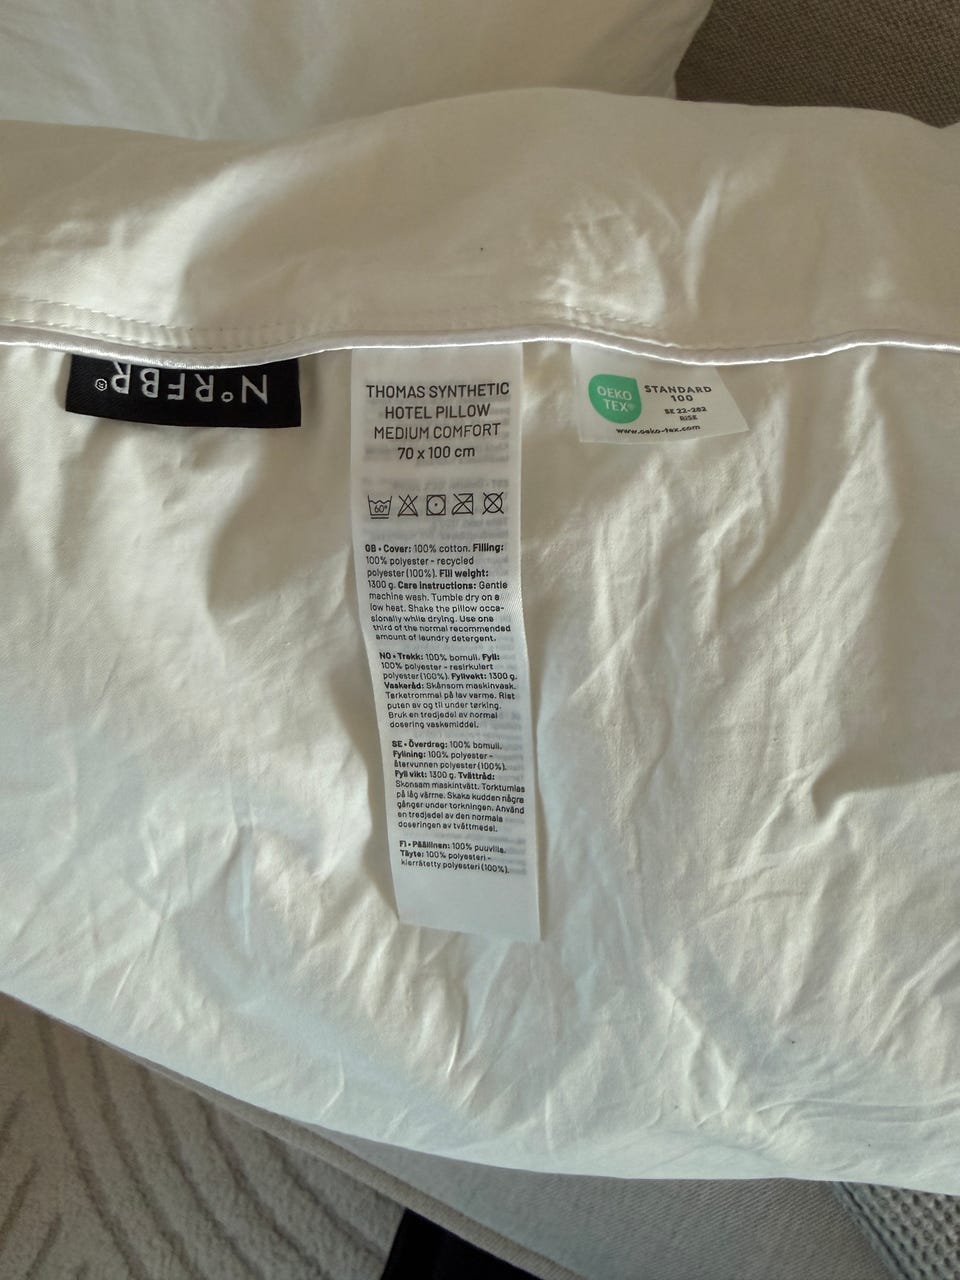 N°RFBR®
THOMAS SYNTHETIC
HOTEL PILLOW
MEDIUM COMFORT
70 x 100 cm
60°
GB • Cover: 100% cotton. Filling:
100% polyester - recycled
polyester (100%). Fill weight:
1300 g. Care instructions: Gentle
machine wash. Tumble dry on a
low heat. Shake the pillow occa-
sionally while drying. Use one
third of the normal recommended
amount of laundry detergent.
NO • Trekk: 100% bomull. Fyll:
100% polyester - resirkulert
polyester (100%). Fyllvekt: 1300 g.
Vaskeråd: Skånsom maskinvask.
Tørketrommel på lav varme. Rist
puten av og til under tørking.
Bruk en tredjedel av normal
dosering vaskemiddel.
SE • Överdrag: 100% bomull.
Fyllning: 100% polyester -
återvunnen polyester (100%).
Fyll vikt: 1300 g. Tvättråd:
Skonsam maskintvätt. Torktumlas
på låg värme. Skaka kudden några
gånger under torkningen. Använd
en tredjedel av den normala
doseringen av tvättmedel.
FI • Päällinen: 100% puuvilla.
Täyte: 100% polyesteri -
kierrätetty polyesteri (100%).
OEKO
TEX®
STANDARD
100
SE 22-282
RISE
www.oeko-tex.com